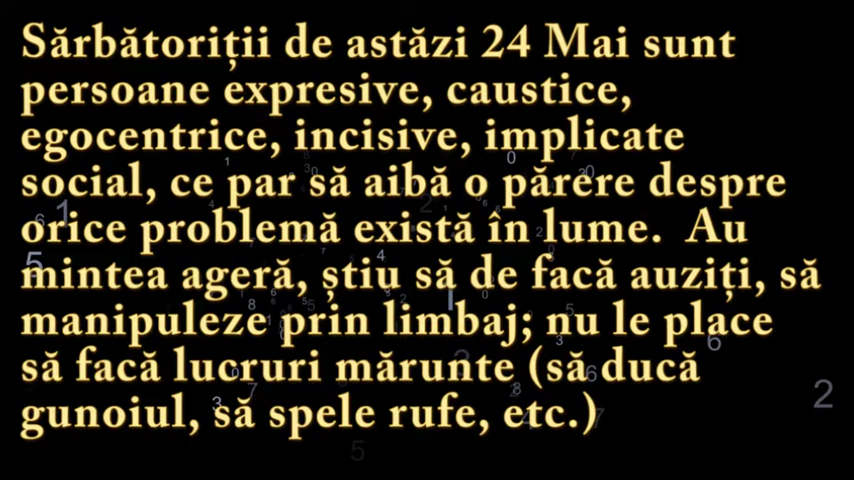 Sărbătoriții de astăzi 24 Mai sunt
persoane expresive, caustice,
egocentrice, incisive, implicate
social, ce par să aibă o părere despre
orice problemă există în lume.  Au
mintea ageră, știu să de facă auziți, să
manipuleze prin limbaj; nu le place
să facă lucruri mărunte (să ducă
gunoiul, să spele rufe, etc.)